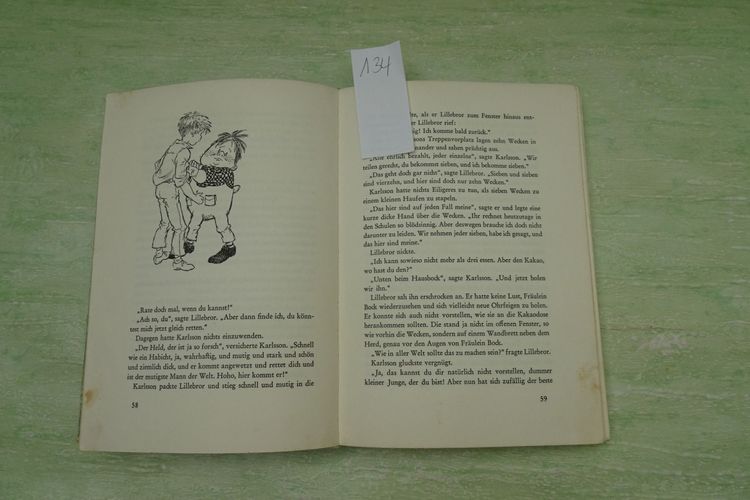 134
„Rate doch mal, wenn du kannst!“
„Ach so, du“, sagte Lillebror. „Aber dann finde ich, du könn-
test mich jetzt gleich retten.“
Dagegen hatte Karlsson nichts einzuwenden.
„Der Held, der ist ja so forsch“, versicherte Karlsson. „Schnell
wie ein Habicht, ja, wahrhaftig, und mutig und stark und schön
und ziemlich dick, und er kommt angewetzt und rettet dich und
ist der mutigste Mann der Welt. Hoho, hier kommt er!“
Karlsson packte Lillebror und stieg schnell und mutig in die
58
als er Lillebror zum Fenster hinaus ent-
er Lillebror rief:
Ich komme bald zurück.“
Treppenvorplatz lagen zehn Wecken in
und sahen prächtig aus.
ehrlich bezahlt, jeder einzelne“, sagte Karlsson. „Wir
teilen gerecht, du bekommst sieben, und ich bekomme sieben.“
„Das geht doch gar nicht“, sagte Lillebror. „Sieben und sieben
sind vierzehn, und hier sind doch nur zehn Wecken.“
Karlsson hatte nichts Eiligeres zu tun, als sieben Wecken zu
einem kleinen Haufen zu stapeln.
„Das hier sind auf jeden Fall meine“, sagte er und legte eine
kurze dicke Hand über die Wecken. „Ihr rechnet heutzutage in
den Schulen so blödsinnig. Aber deswegen brauche ich doch nicht
darunter zu leiden. Wir nehmen jeder sieben, habe ich gesagt, und
das hier sind meine.“
Lillebror nickte.
„Ich kann sowieso nicht mehr als drei essen. Aber den Kakao,
wo hast du den?“
„Unten beim Hausbock“, sagte Karlsson. „Und jetzt holen
wir ihn.“
Lillebror sah ihn erschrocken an. Er hatte keine Lust, Fräulein
Bock wiederzusehen und sich vielleicht neue Ohrfeigen zu holen.
Er konnte sich auch nicht vorstellen, wie sie an die Kakaodose
herankommen sollten. Die stand ja nicht im offenen Fenster, so
wie vorhin die Wecken, sondern auf einem Wandbrett neben dem
Herd, genau vor den Augen von Fräulein Bock.
„Wie in aller Welt sollte das zu machen sein?“ fragte Lillebror.
Karlsson gluckste vergnügt.
„Ja, das kannst du dir natürlich nicht vorstellen, dummer
kleiner Junge, der du bist! Aber nun hat sich zufällig der beste
59